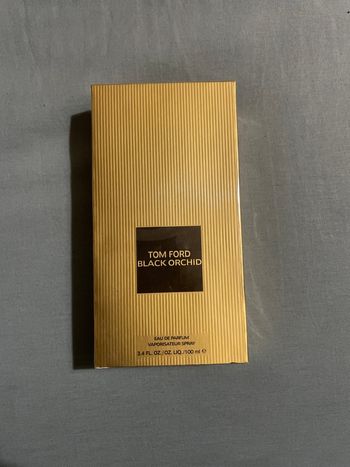 TOM FORD
BLACK ORCHID
EAU DE PARFUM
VAPORISATEUR SPRAY
3.4 FL. OZ./OZ. LIQ./100 ml ℮